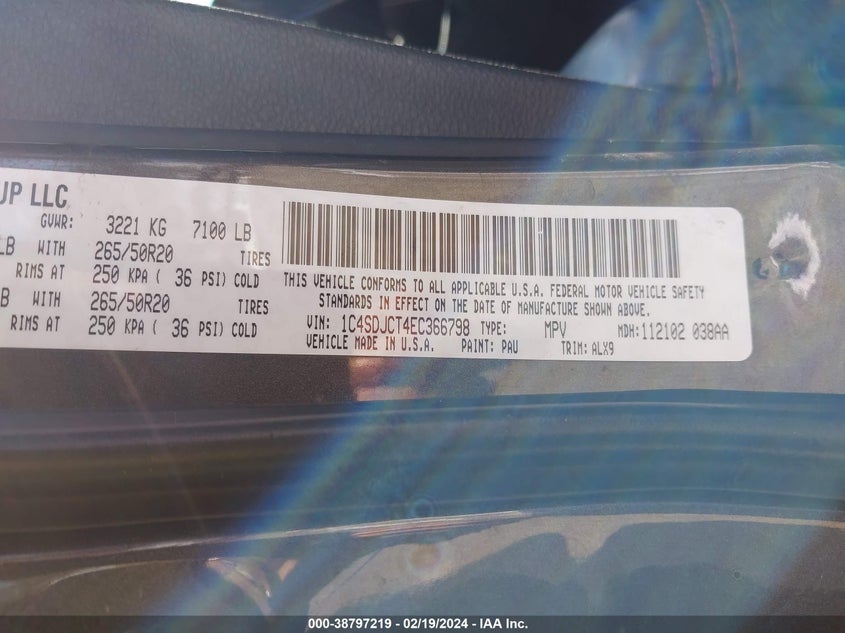 UP LLC
GVWR: 3221 KG 7100 LB
LB WITH 265/50R20 TIRES
RIMS AT 250 KPA ( 36 PSI) COLD
B WITH 265/50R20 TIRES
RIMS AT 250 KPA ( 36 PSI) COLD
THIS VEHICLE CONFORMS TO ALL APPLICABLE U.S.A. FEDERAL MOTOR VEHICLE SAFETY
STANDARDS IN EFFECT ON THE DATE OF MANUFACTURE SHOWN ABOVE.
VIN: 1C4SDJCT4EC366798 TYPE: MPV MDH:112102 038AA
VEHICLE MADE IN U.S.A. PAINT: PAU TRIM: ALX9
000-38797219 - 02/19/2024 - IAA Inc.